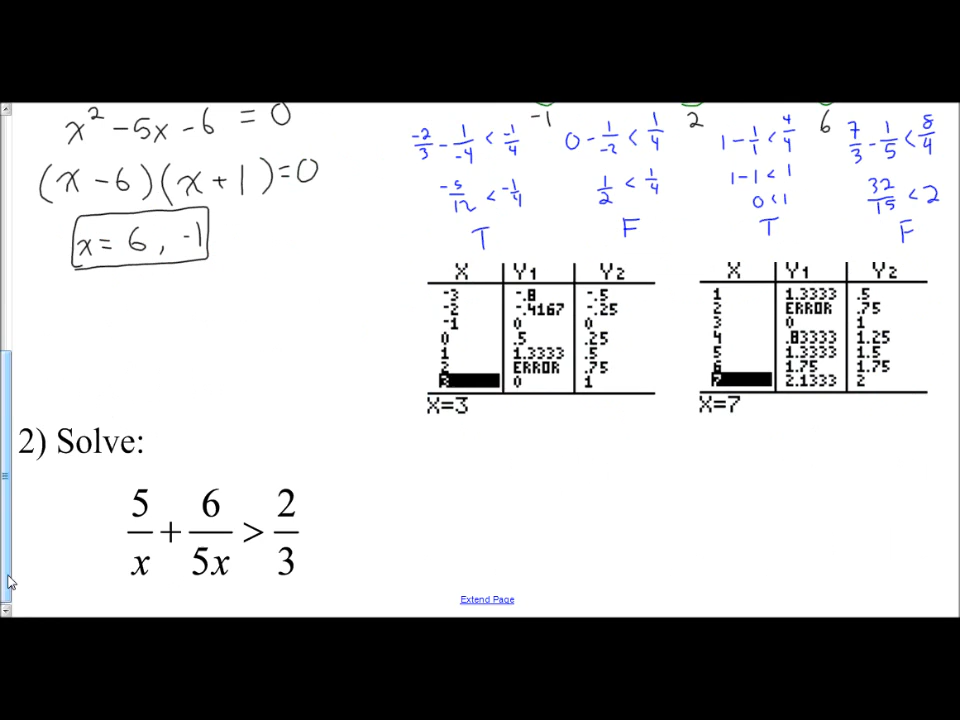 x² - 5x - 6 = 0
(x - 6)(x + 1) = 0
x = 6, -1
-1 2 6
-2/3 - 1/-4 < -1/4
-5/12 < -1/4
T
0 - 1/-2 < 1/4
1/2 < 1/4
F
1 - 1/1 < 4/4
1 - 1 < 1
0 < 1
T
7/3 - 1/5 < 8/4
32/15 < 2
F
X Y1 Y2
-3 -.8 -.5
-2 -.4167 -.25
-1 0 0
0 .5 .25
1 1.3333 .5
2 ERROR .75
3 0 1
X=3
X Y1 Y2
1 1.3333 .5
2 ERROR .75
3 0 1
4 .83333 1.25
5 1.3333 1.5
6 1.75 1.75
7 2.1333 2
X=7
2) Solve:
5/x + 6/5x > 2/3
Extend Page